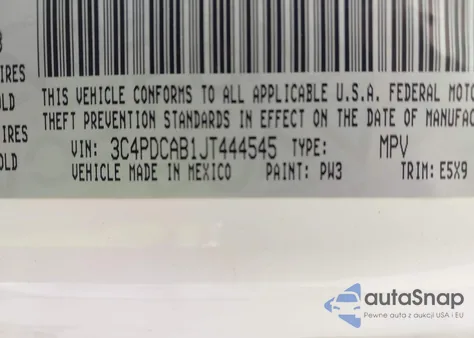 3
IRES
OLD
IRES
OLD
THIS VEHICLE CONFORMS TO ALL APPLICABLE U.S.A. FEDERAL MOTO
THEFT PREVENTION STANDARDS IN EFFECT ON THE DATE OF MANUFAC
VIN: 3C4PDCAB1JT444545 TYPE: MPV
VEHICLE MADE IN MEXICO PAINT: PW3 TRIM: E5X9
autaSnap
Pewne auta z aukcji USA i EU